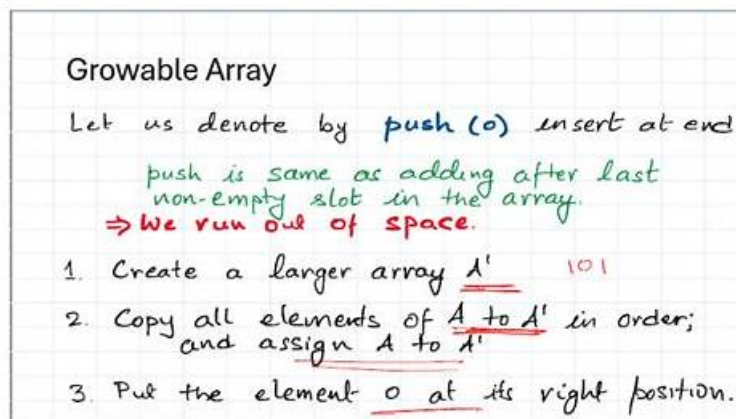 Growable Array
Let us denote by push (o) insert at end
push is same as adding after last
non-empty slot in the array.
⇒ We run out of space.
1. Create a larger array A' 101
2. Copy all elements of A to A' in order;
and assign A to A'
3. Put the element o at its right position.